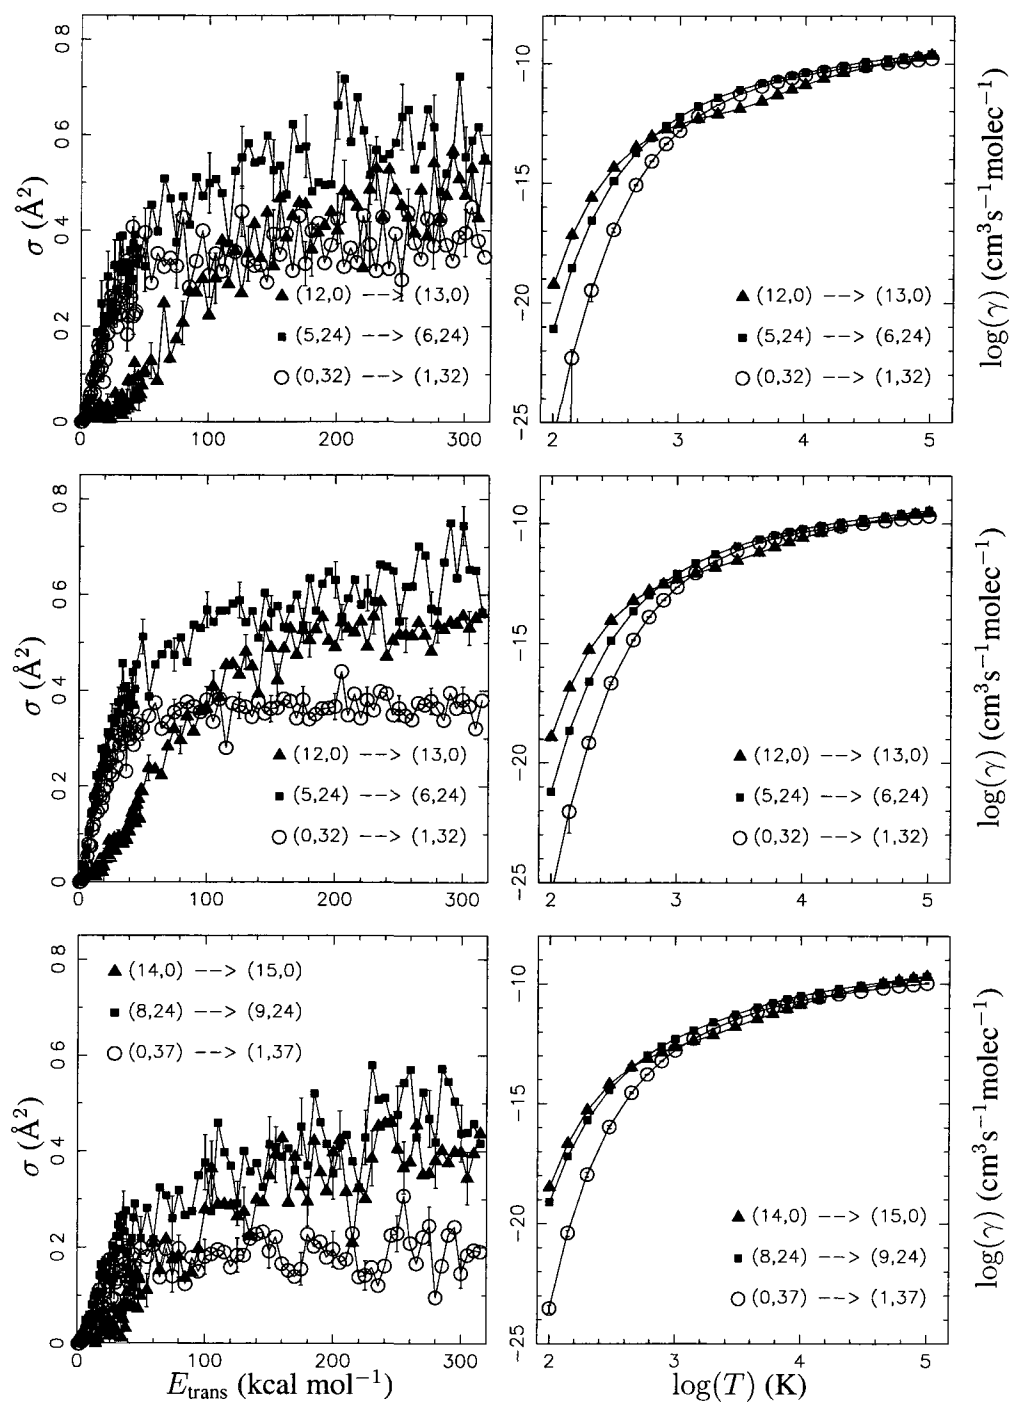 0 8
0 6
0 4
0 2
0
σ (Å²)
▲ (12,0) ––> (13,0)
■ (5,24) ––> (6,24)
○ (0,32) ––> (1,32)
0 100 200 300
−10
−15
−20
−25
▲ (12,0) ––> (13,0)
■ (5,24) ––> (6,24)
○ (0,32) ––> (1,32)
2 3 4 5
log(γ) (cm³s⁻¹molec⁻¹)
0 8
0 6
0 4
0 2
0
σ (Å²)
▲ (12,0) ––> (13,0)
■ (5,24) ––> (6,24)
○ (0,32) ––> (1,32)
0 100 200 300
−10
−15
−20
−25
▲ (12,0) ––> (13,0)
■ (5,24) ––> (6,24)
○ (0,32) ––> (1,32)
2 3 4 5
log(γ) (cm³s⁻¹molec⁻¹)
0 8
0 6
0 4
0 2
0
σ (Å²)
▲ (14,0) ––> (15,0)
■ (8,24) ––> (9,24)
○ (0,37) ––> (1,37)
0 100 200 300
E_trans (kcal mol⁻¹)
−10
−15
−20
−25
▲ (14,0) ––> (15,0)
■ (8,24) ––> (9,24)
○ (0,37) ––> (1,37)
2 3 4 5
log(T) (K)
log(γ) (cm³s⁻¹molec⁻¹)